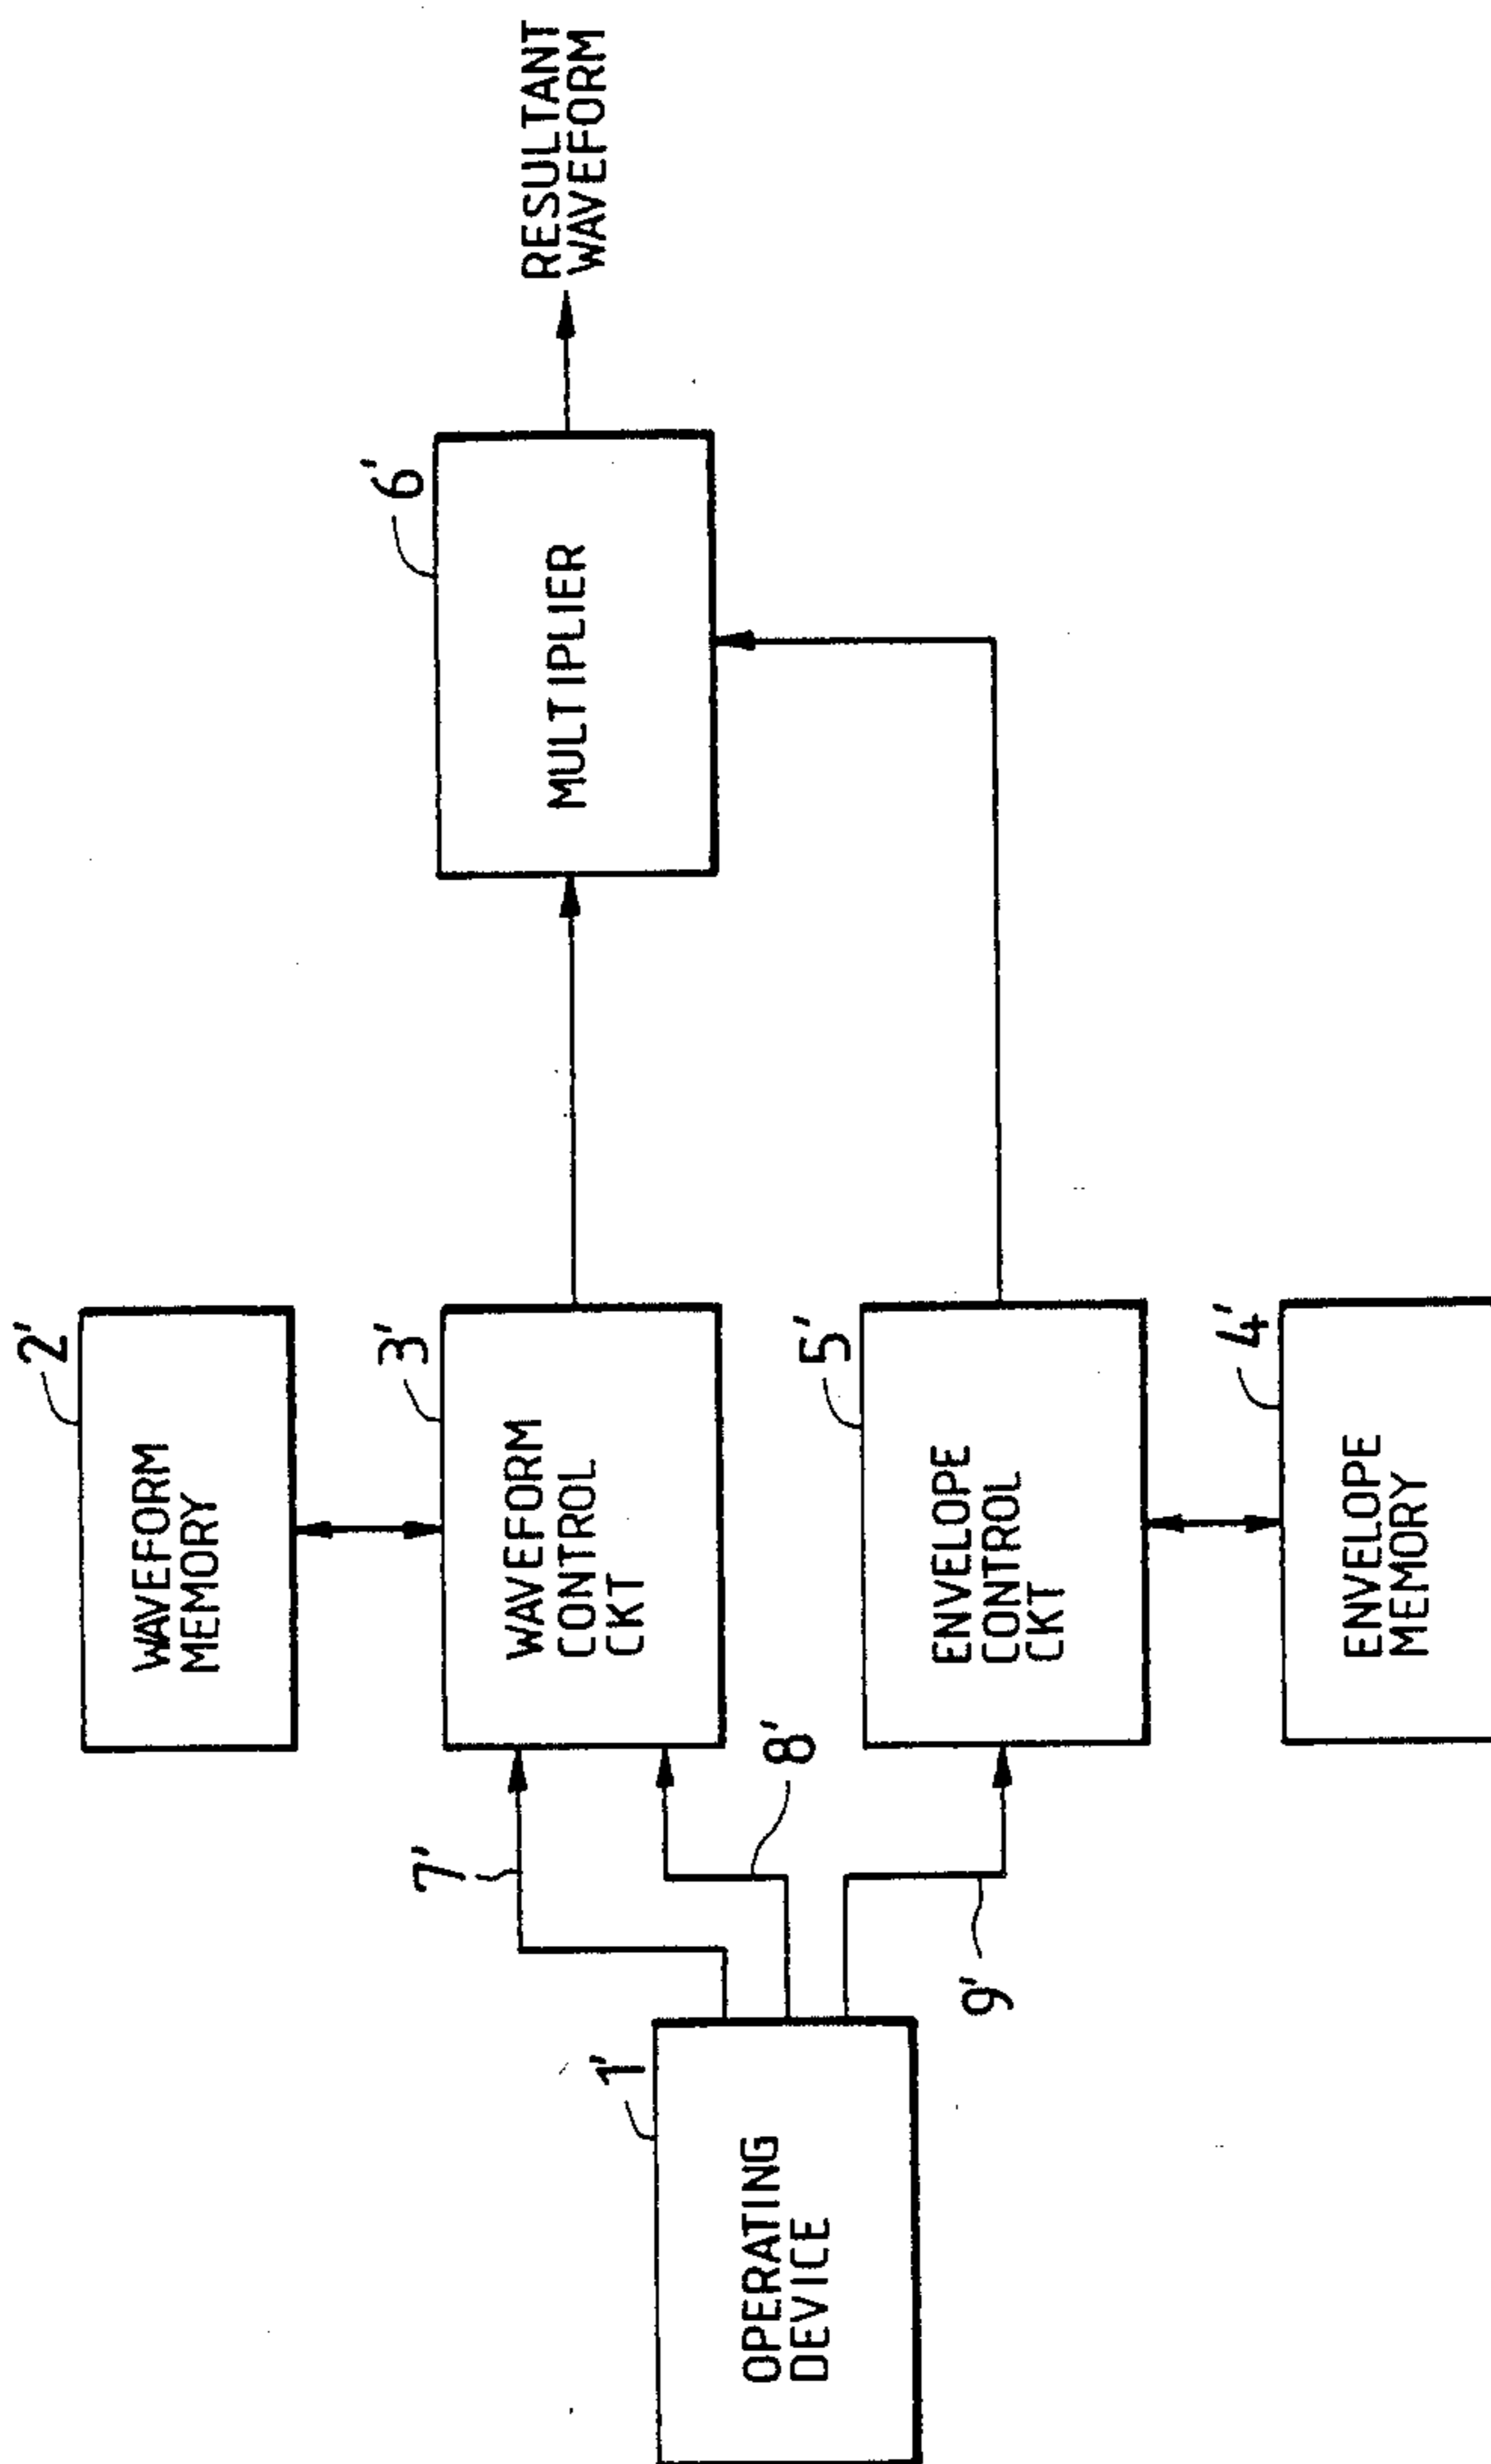 2'
WAVEFORM
MEMORY
6'
3'
WAVEFORM
CONTROL
CKT
MULTIPLIER
RESULTANT
WAVEFORM
7'
1'
OPERATING
DEVICE
8'
5'
ENVELOPE
CONTROL
CKT
9'
4'
ENVELOPE
MEMORY